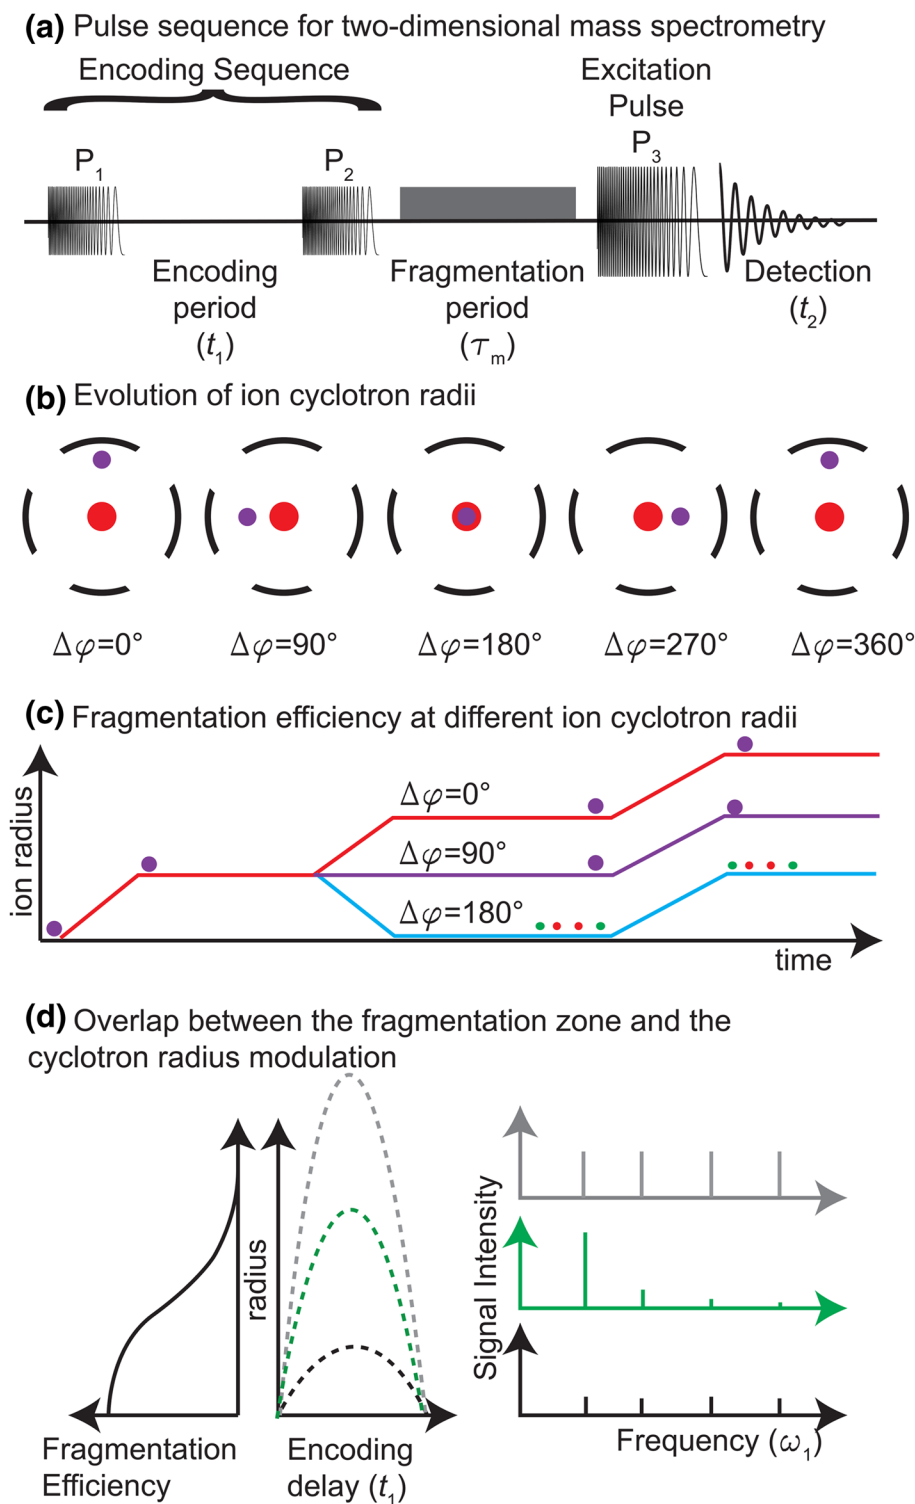 (a) Pulse sequence for two-dimensional mass spectrometry
Encoding Sequence
Excitation
Pulse
P1
P2
P3
Encoding
period
(t1)
Fragmentation
period
(τm)
Detection
(t2)
(b) Evolution of ion cyclotron radii
Δφ=0°
Δφ=90°
Δφ=180°
Δφ=270°
Δφ=360°
(c) Fragmentation efficiency at different ion cyclotron radii
ion radius
Δφ=0°
Δφ=90°
Δφ=180°
time
(d) Overlap between the fragmentation zone and the
cyclotron radius modulation
radius
Fragmentation
Efficiency
Encoding
delay (t1)
Signal Intensity
Frequency (ω1)